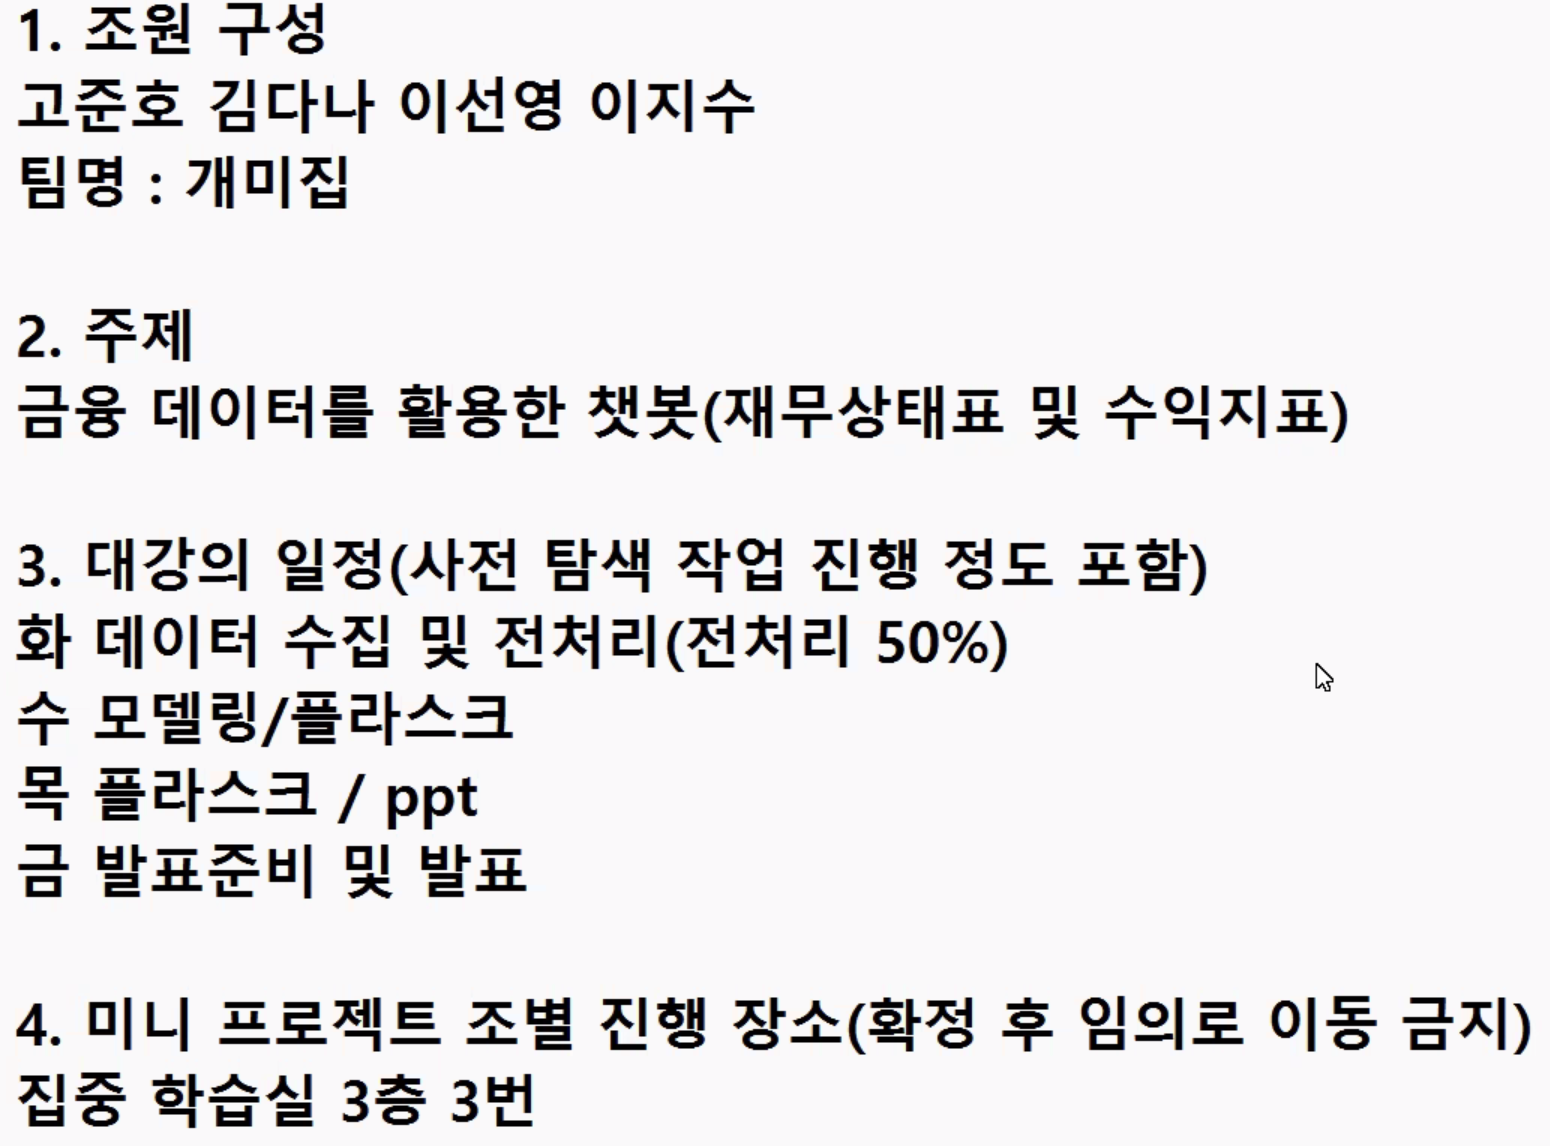 1. 조원 구성
고준호 김다나 이선영 이지수
팀명 : 개미집
2. 주제
금융 데이터를 활용한 챗봇(재무상태표 및 수익지표)
3. 대강의 일정(사전 탐색 작업 진행 정도 포함)
화 데이터 수집 및 전처리(전처리 50%)
수 모델링/플라스크
목 플라스크 / ppt
금 발표준비 및 발표
4. 미니 프로젝트 조별 진행 장소(확정 후 임의로 이동 금지)
집중 학습실 3층 3번